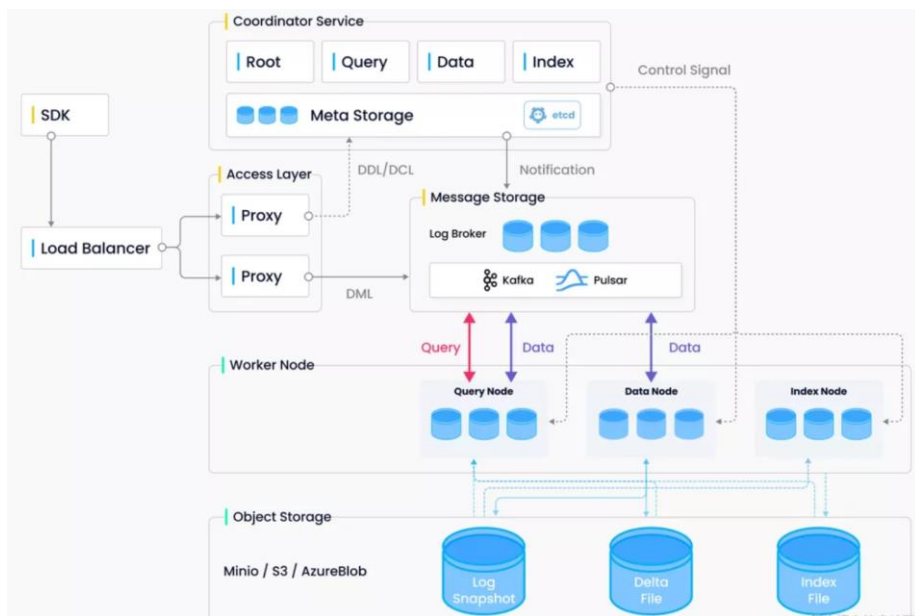 Coordinator Service
Root
Query
Data
Index
Control Signal
SDK
Meta Storage
etcd
DDL/DCL
Notification
Access Layer
Message Storage
Proxy
Log Broker
Load Balancer
Proxy
Kafka
Pulsar
DML
Query
Data
Data
Worker Node
Query Node
Data Node
Index Node
Object Storage
Minio / S3 / AzureBlob
Log
Snapshot
Delta
File
Index
File